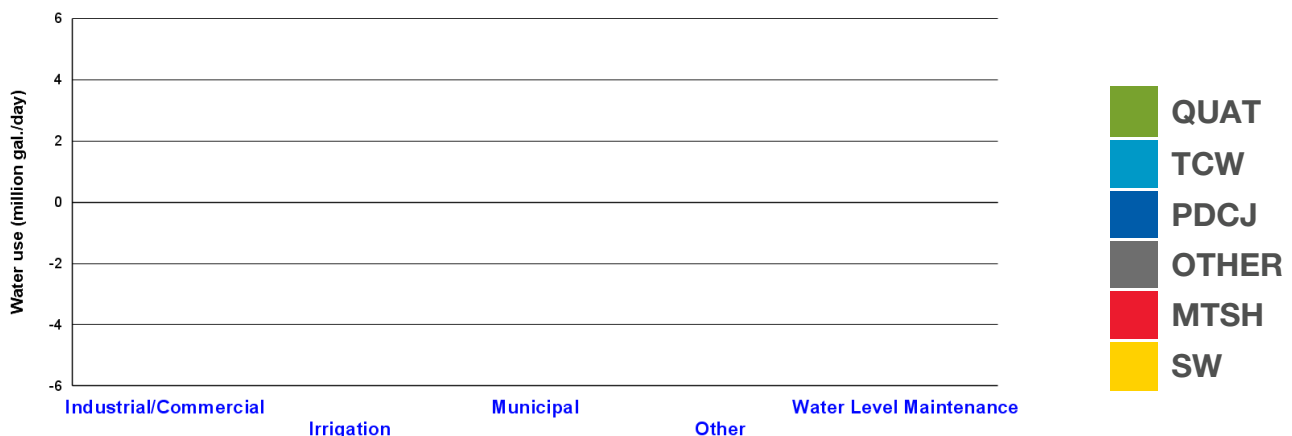 Water use (million gal./day)
6
4
2
0
-2
-4
-6
Industrial/Commercial
Irrigation
Municipal
Other
Water Level Maintenance
QUAT
TCW
PDCJ
OTHER
MTSH
SW